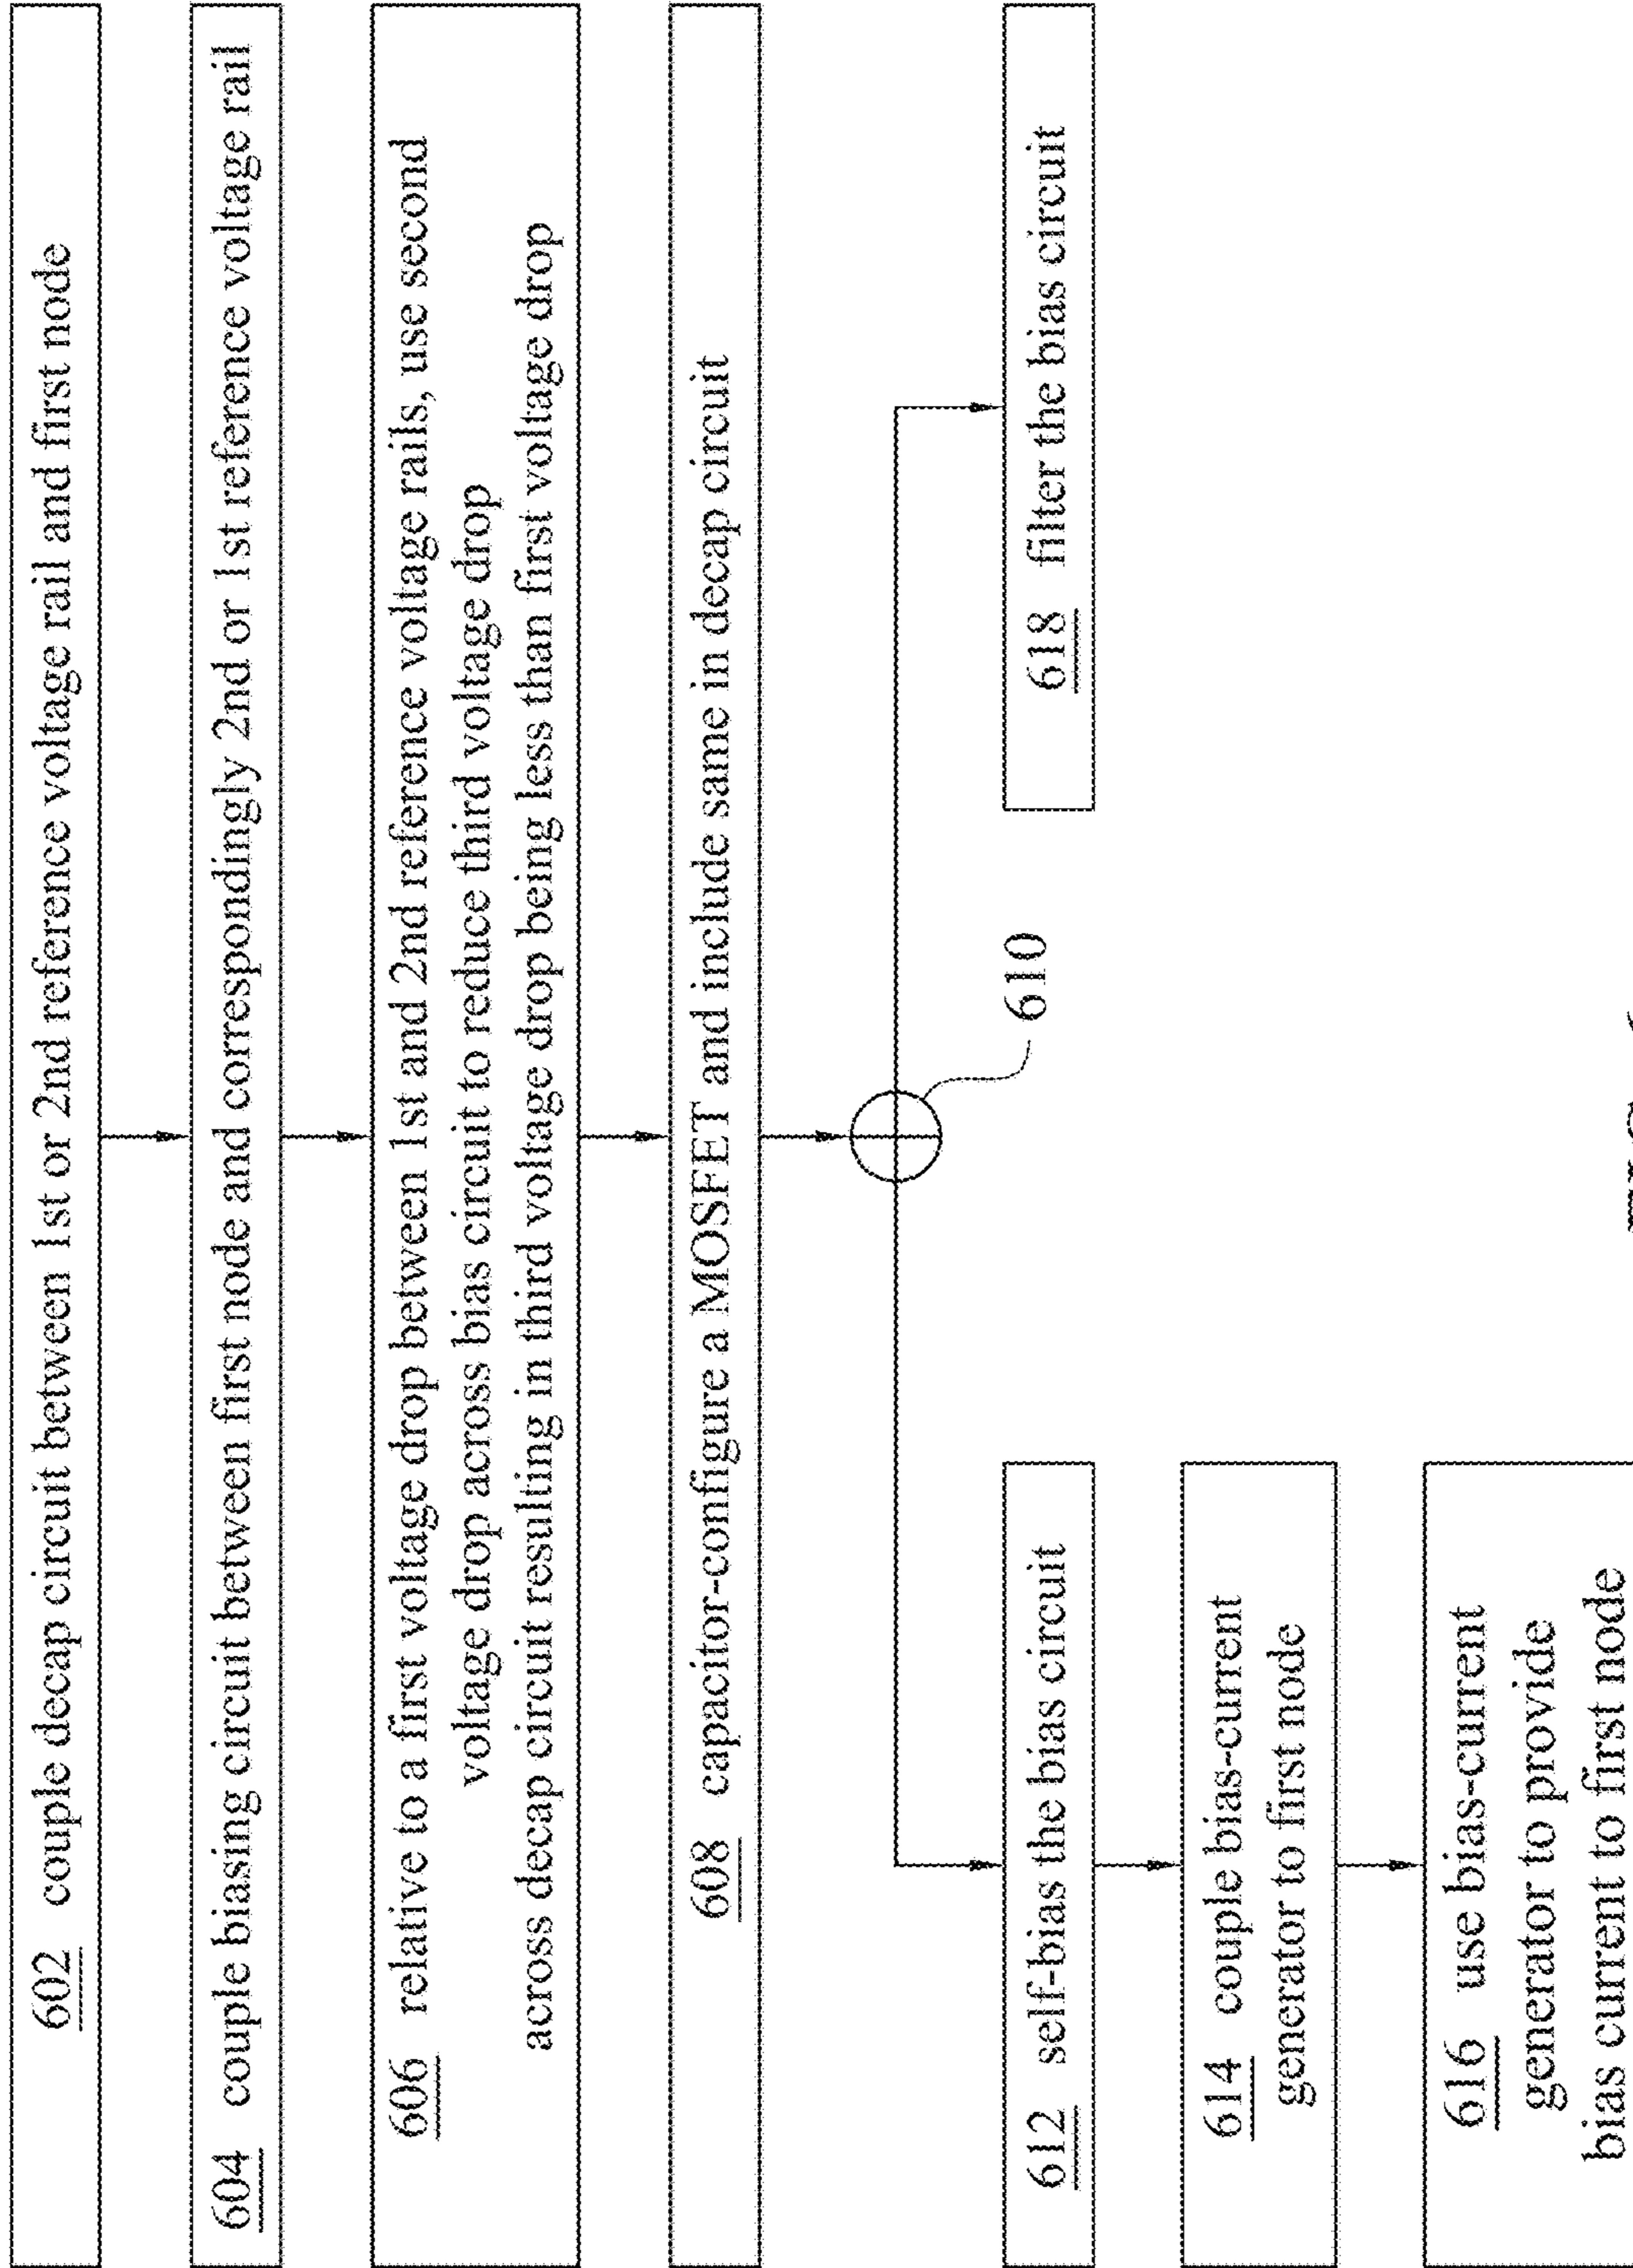 602 couple decap circuit between 1st or 2nd reference voltage rail and first node
604 couple biasing circuit between first node and correspondingly 2nd or 1st reference voltage rail
606 relative to a first voltage drop between 1st and 2nd reference voltage rails, use second
voltage drop across bias circuit to reduce third voltage drop
across decap circuit resulting in third voltage drop being less than first voltage drop
608 capacitor-configure a MOSFET and include same in decap circuit
610
612 self-bias the bias circuit
614 couple bias-current
generator to first node
616 use bias-current
generator to provide
bias current to first node
618 filter the bias circuit